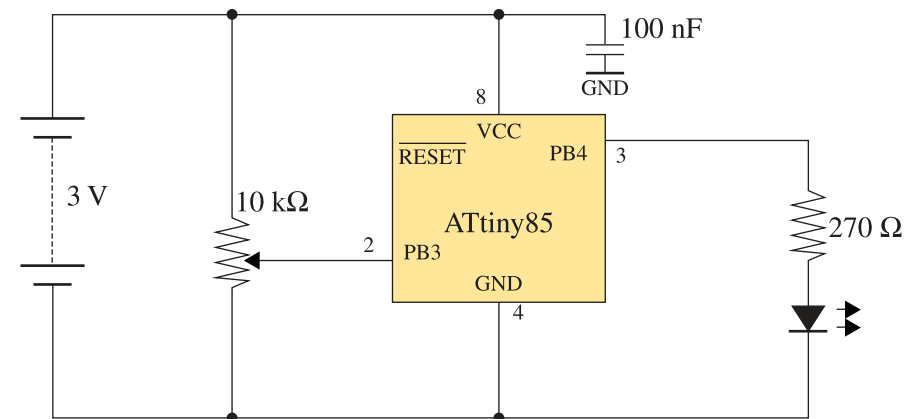 100 nF
GND
8
VCC
RESET
PB4
3
3 V
10 kΩ
ATtiny85
270 Ω
2
PB3
GND
4